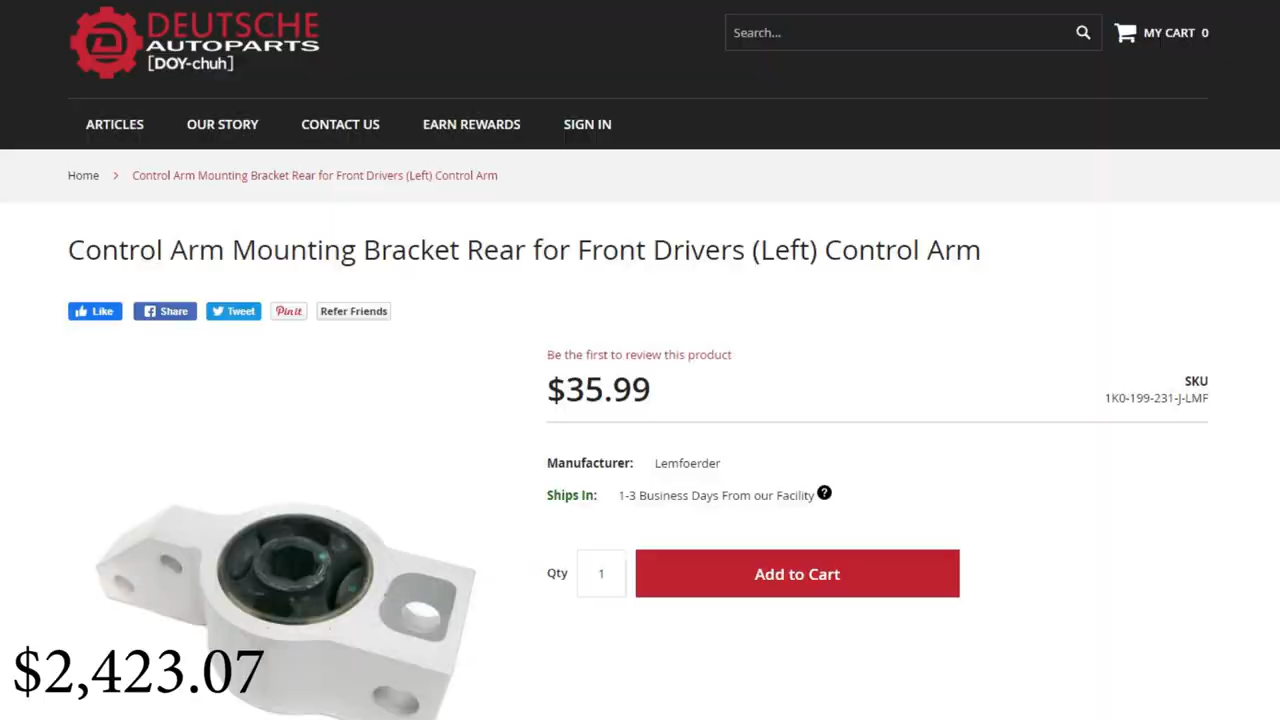 DEUTSCHE
AUTOPARTS
[DOY-chuh]
Search...
MY CART 0
ARTICLES OUR STORY CONTACT US EARN REWARDS SIGN IN
Home > Control Arm Mounting Bracket Rear for Front Drivers (Left) Control Arm
Control Arm Mounting Bracket Rear for Front Drivers (Left) Control Arm
Like Share Tweet Pin it Refer Friends
Be the first to review this product
$35.99
SKU
1K0-199-231-J-LMF
Manufacturer: Lemfoerder
Ships In: 1-3 Business Days From our Facility ?
Qty 1 Add to Cart
$2,423.07